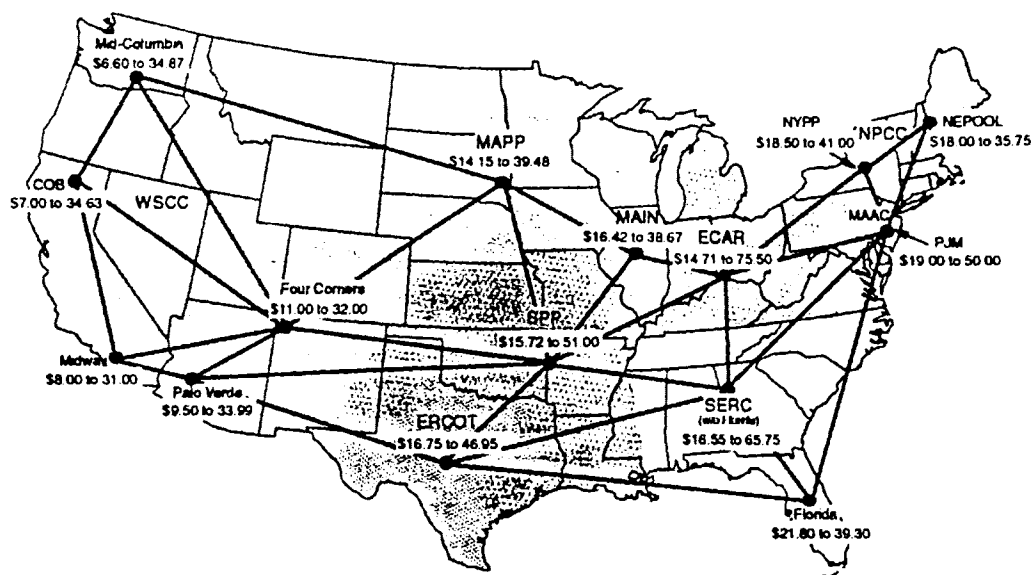 Mid-Columbia
$6.60 to 34.87
MAPP
$14.15 to 39.48
NYPP
$18.50 to 41.00
NPCC
NEPOOL
$18.00 to 35.75
COB
$7.00 to 34.63
WSCC
MAIN
$16.42 to 38.67
ECAR
$14.71 to 75.50
MAAC
PJM
$19.00 to 50.00
Four Corners
$11.00 to 32.00
SPP
$15.72 to 51.00
Midway
$8.00 to 31.00
Palo Verde
$9.50 to 33.99
ERCOT
$16.75 to 46.95
SERC
$16.55 to 65.75
Florida
$21.80 to 39.30